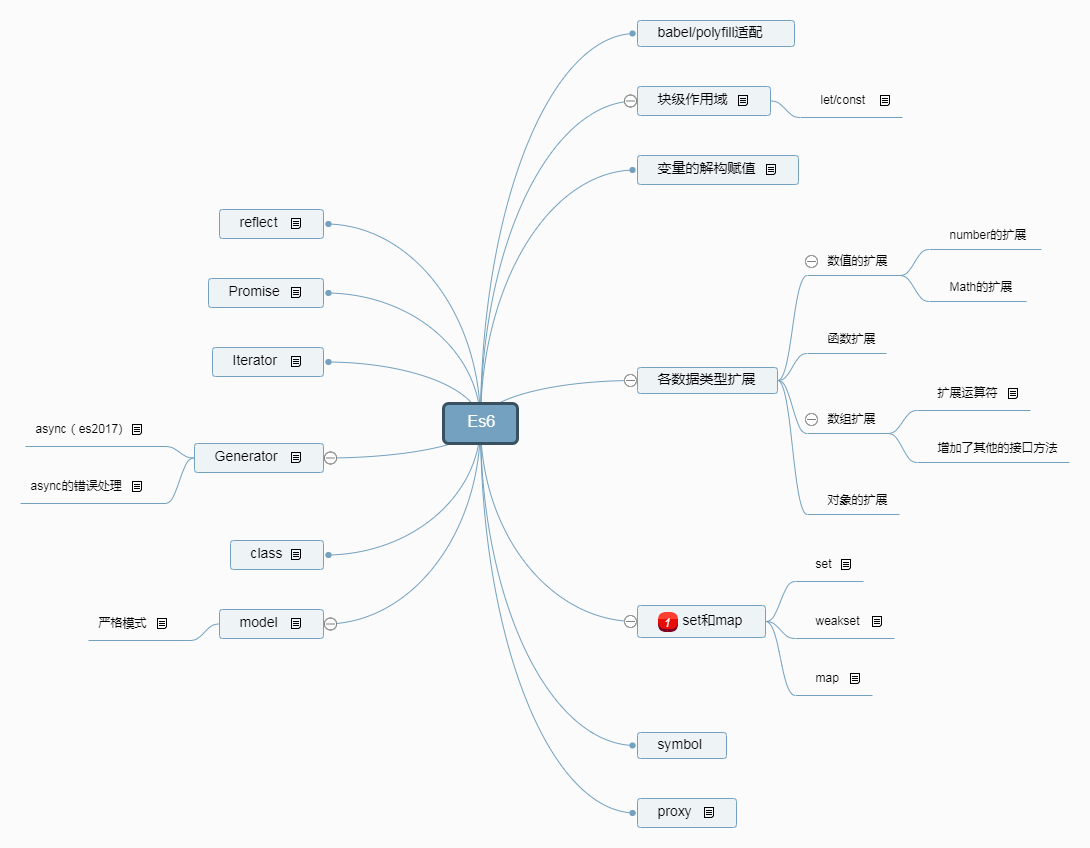 babel/polyfill适配
块级作用域
let/const
变量的解构赋值
reflect
Promise
Iterator
Generator
async（es2017）
async的错误处理
class
model
严格模式
Es6
各数据类型扩展
数值的扩展
number的扩展
Math的扩展
函数扩展
数组扩展
扩展运算符
增加了其他的接口方法
对象的扩展
1 set和map
set
weakset
map
symbol
proxy